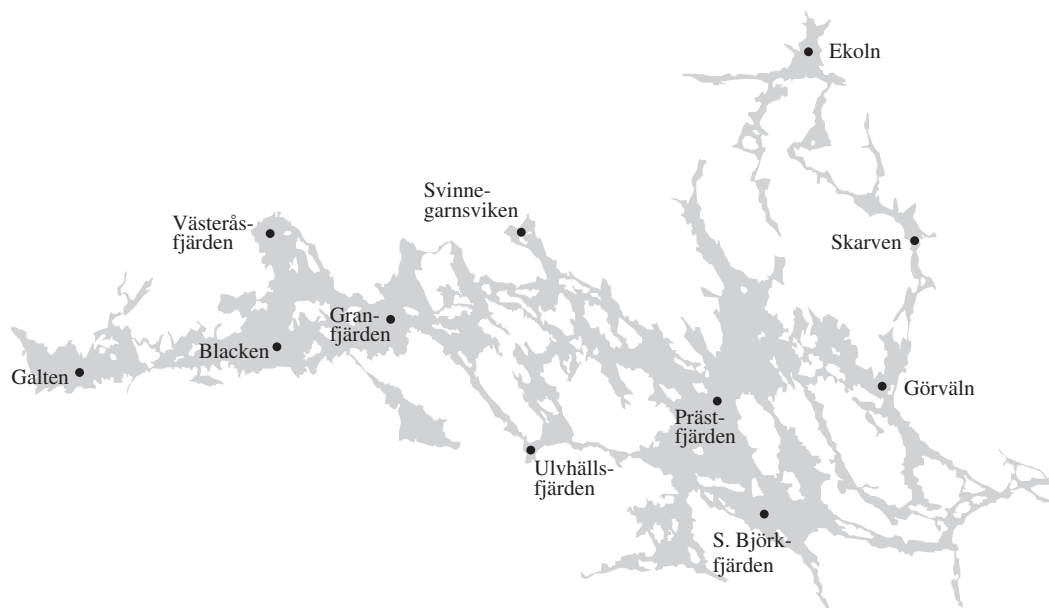 Ekoln
Svinne-
garnsviken
Västerås-
fjärden
Skarven
Gran-
fjärden
Blacken
Galten
Görväln
Präst-
fjärden
Ulvhälls-
fjärden
S. Björk-
fjärden